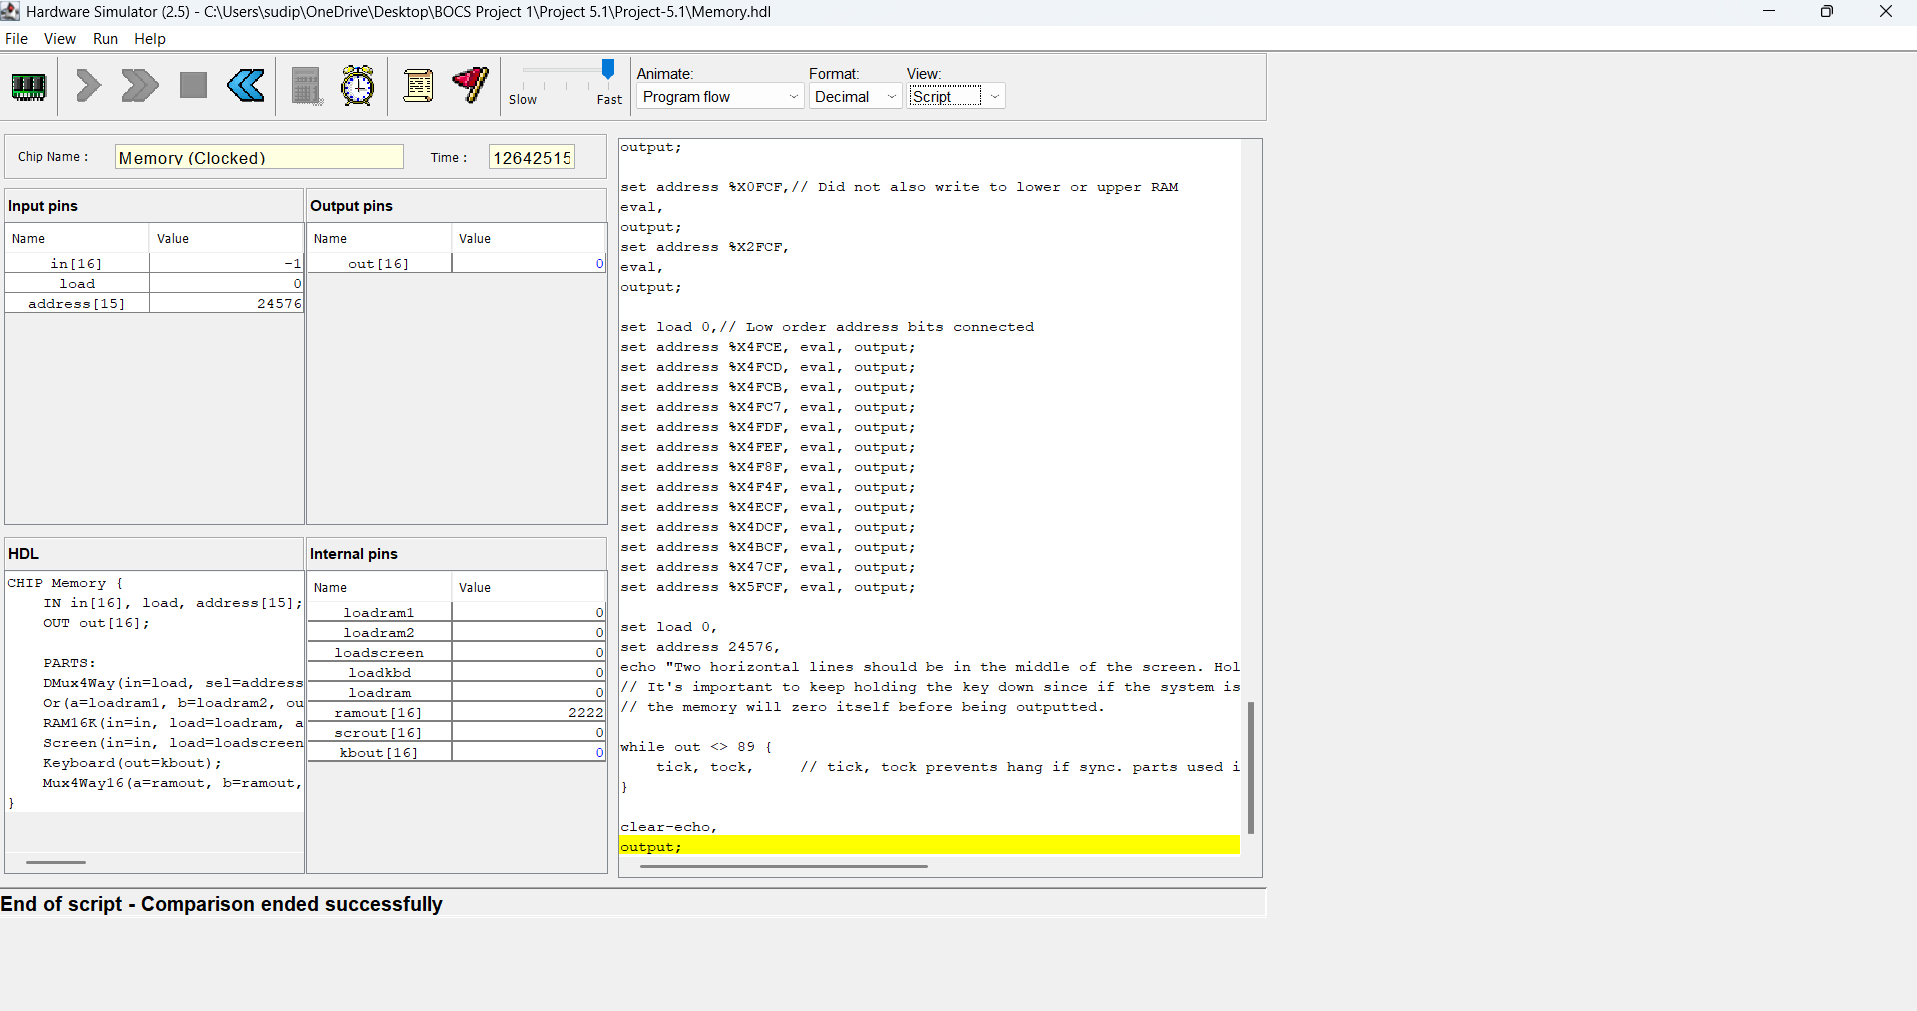 Hardware Simulator (2.5) - C:\Users\sudip\OneDrive\Desktop\BOCS Project 1\Project 5.1\Project-5.1\Memory.hdl
File View Run Help
Slow Fast
Animate: Format: View:
Program flow Decimal Script
Chip Name : Memory (Clocked) Time : 12642515
Input pins
Name Value
in[16] -1
load 0
address[15] 24576
Output pins
Name Value
out[16] 0
HDL
CHIP Memory {
IN in[16], load, address[15];
OUT out[16];
PARTS:
DMux4Way(in=load, sel=address
Or(a=loadram1, b=loadram2, ou
RAM16K(in=in, load=loadram, a
Screen(in=in, load=loadscreen
Keyboard(out=kbout);
Mux4Way16(a=ramout, b=ramout,
}
Internal pins
Name Value
loadram1 0
loadram2 0
loadscreen 0
loadkbd 0
loadram 0
ramout[16] 2222
scrout[16] 0
kbout[16] 0
output;
set address %X0FCF,// Did not also write to lower or upper RAM
eval,
output;
set address %X2FCF,
eval,
output;
set load 0,// Low order address bits connected
set address %X4FCE, eval, output;
set address %X4FCD, eval, output;
set address %X4FCB, eval, output;
set address %X4FC7, eval, output;
set address %X4FDF, eval, output;
set address %X4FEF, eval, output;
set address %X4F8F, eval, output;
set address %X4F4F, eval, output;
set address %X4ECF, eval, output;
set address %X4DCF, eval, output;
set address %X4BCF, eval, output;
set address %X47CF, eval, output;
set address %X5FCF, eval, output;
set load 0,
set address 24576,
echo "Two horizontal lines should be in the middle of the screen. Hol
// It's important to keep holding the key down since if the system is
// the memory will zero itself before being outputted.
while out <> 89 {
tick, tock, // tick, tock prevents hang if sync. parts used i
}
clear-echo,
output;
End of script - Comparison ended successfully